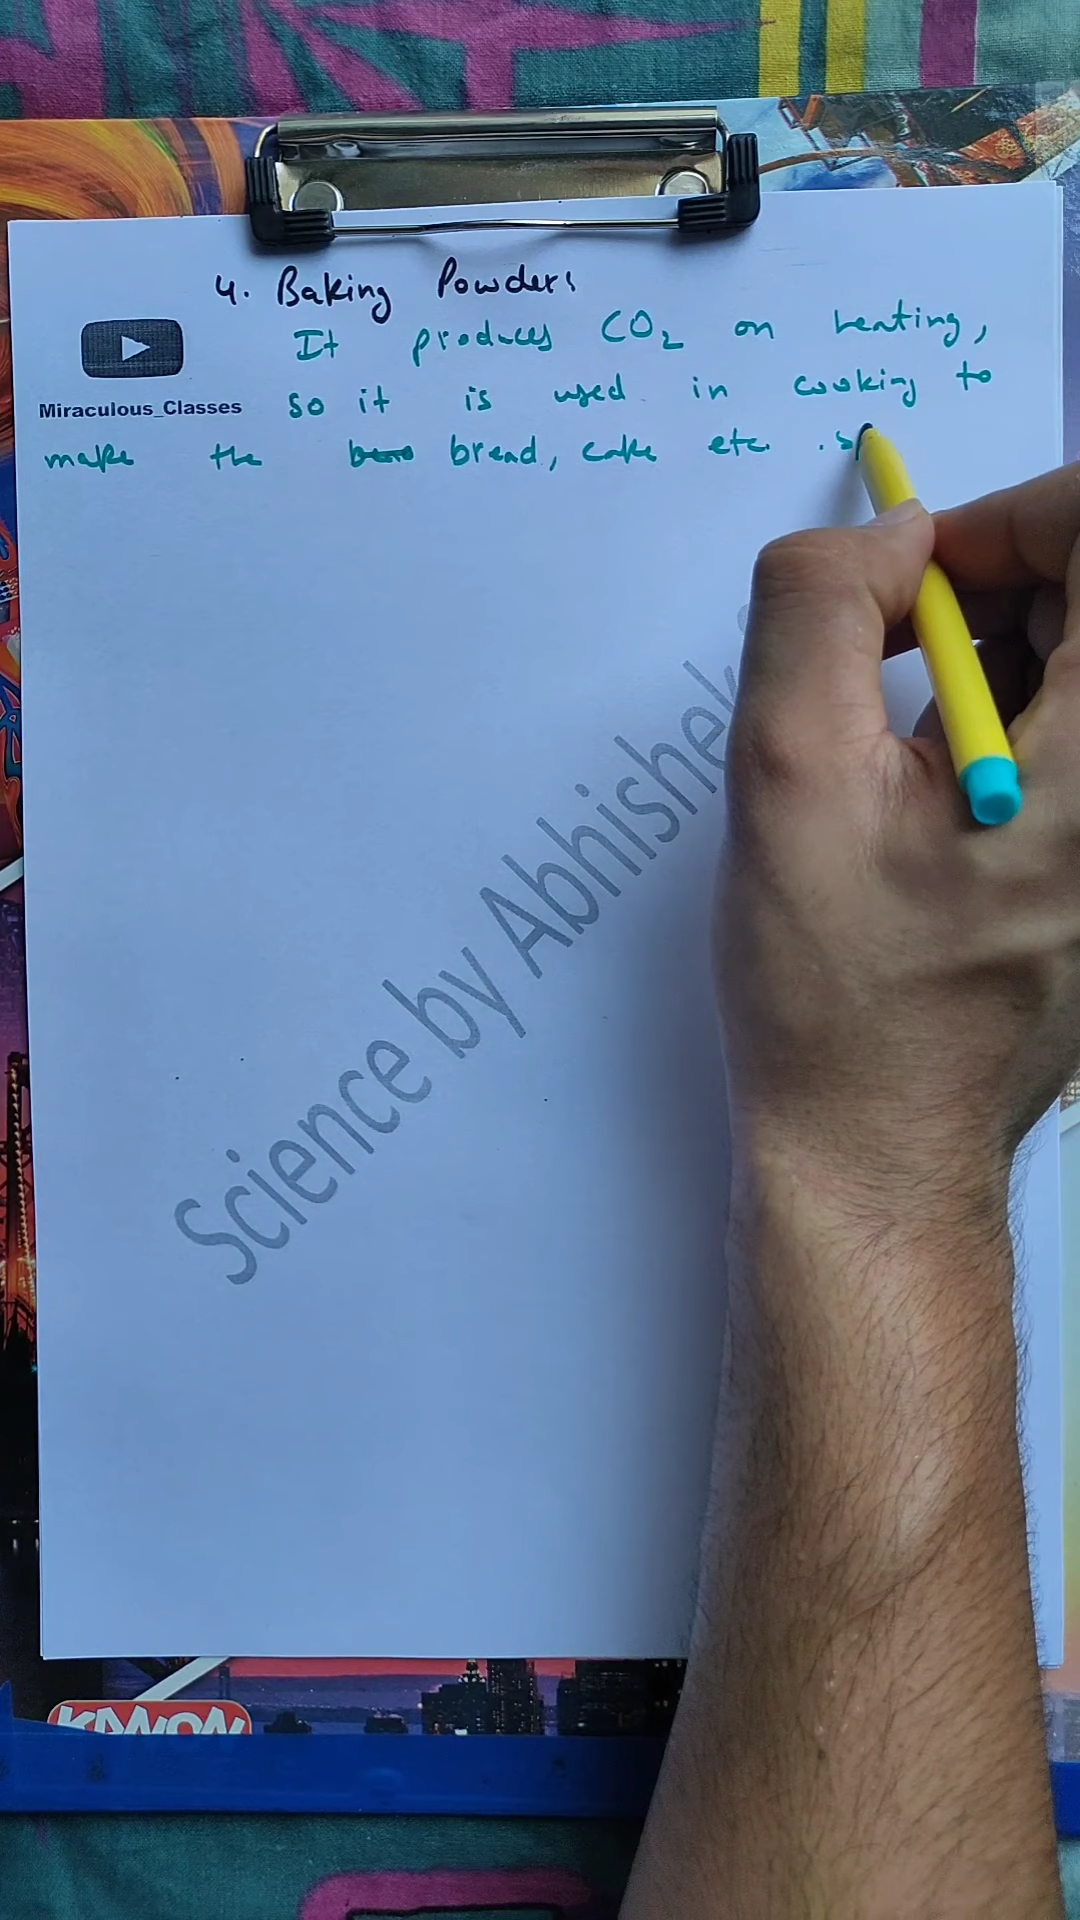 4. Baking Powder:
It produces CO₂ on heating,
Miraculous_Classes
so it is used in cooking to
make the bread, cake etc. . sp
Science by Abhishek
KANON